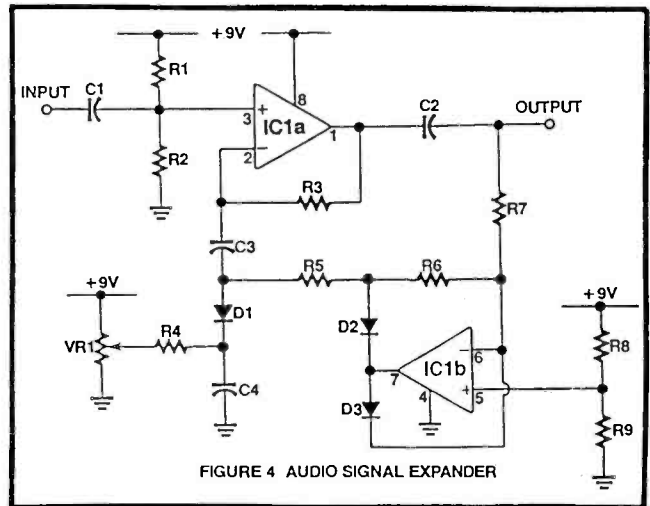 +9V
R1
INPUT
C1
R2
3
+
8
IC1a
2
−
1
C2
OUTPUT
R3
R7
C3
+9V
VR1
R4
D1
R5
R6
C4
D2
D3
7
IC1b
4
−
6
+
5
+9V
R8
R9
FIGURE 4 AUDIO SIGNAL EXPANDER